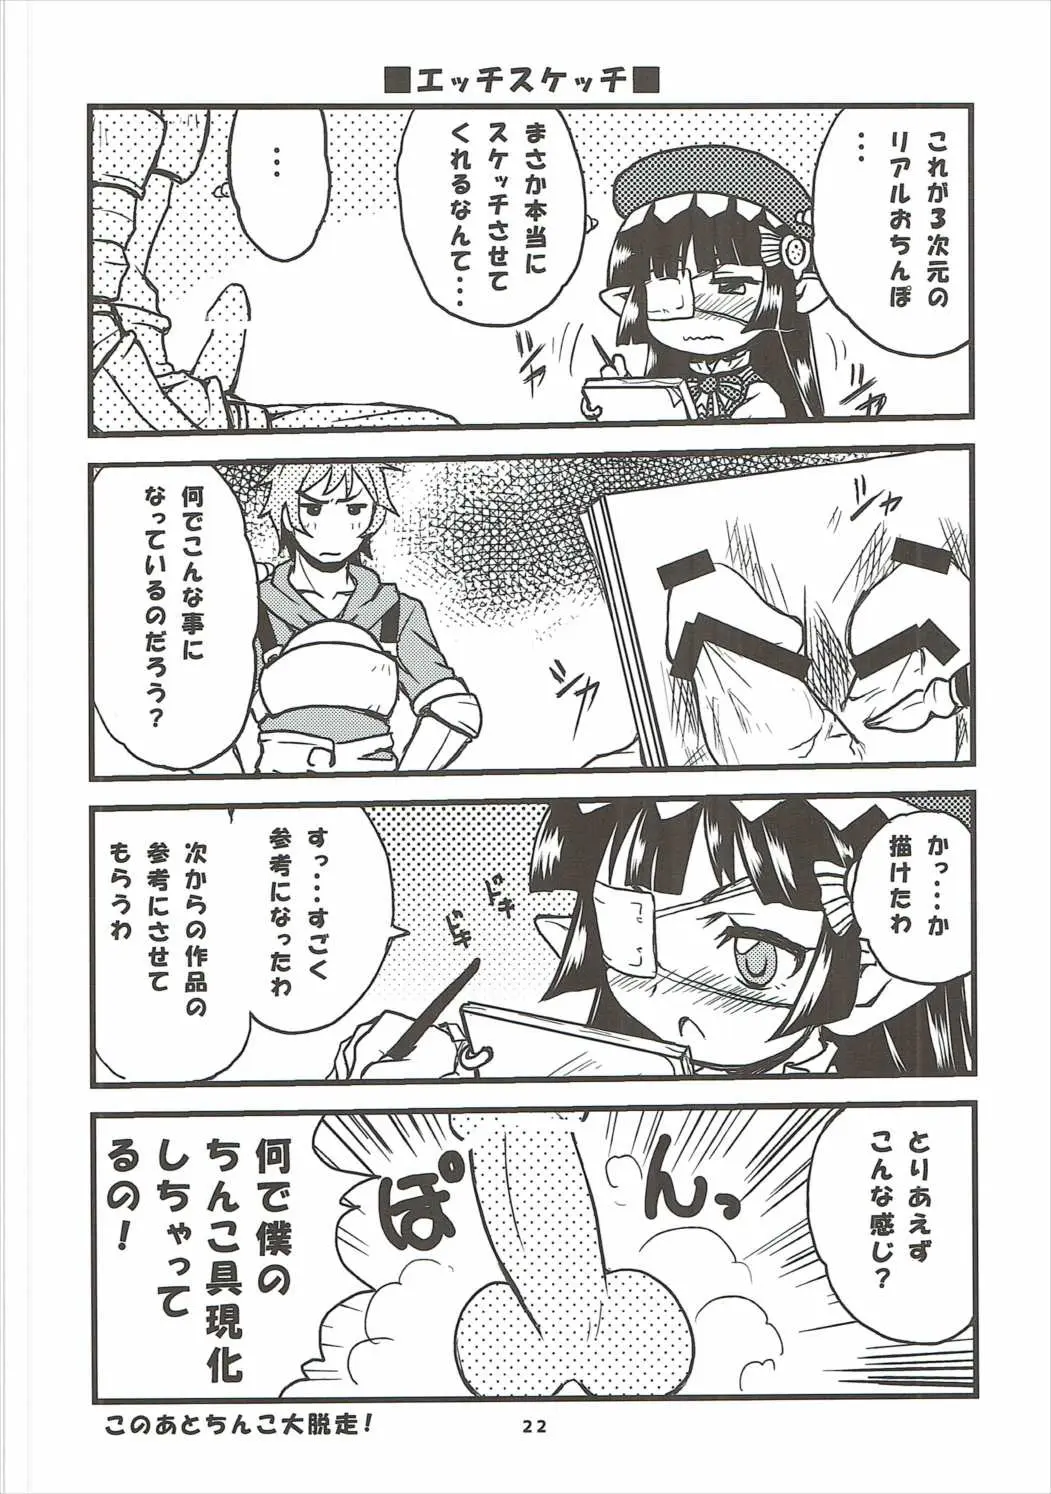 ■エッチスケッチ■
これが3次元の
リアルおちんぽ
・・・
まさか本当に
スケッチさせて
くれるなんて・・・
・・・
ジッ
ジッ
何でこんな事に
なっているのだろう?
ジッ
かっ・・・か
描けたわ
すっ・・・すごく
参考になったわ
次からの作品の
参考にさせて
もらうわ
ドキ
ドキ
とりあえず
こんな感じ?
ぽんっ
何で僕の
ちんこ具現化
しちゃって
るの!
このあとちんこ大脱走!
22